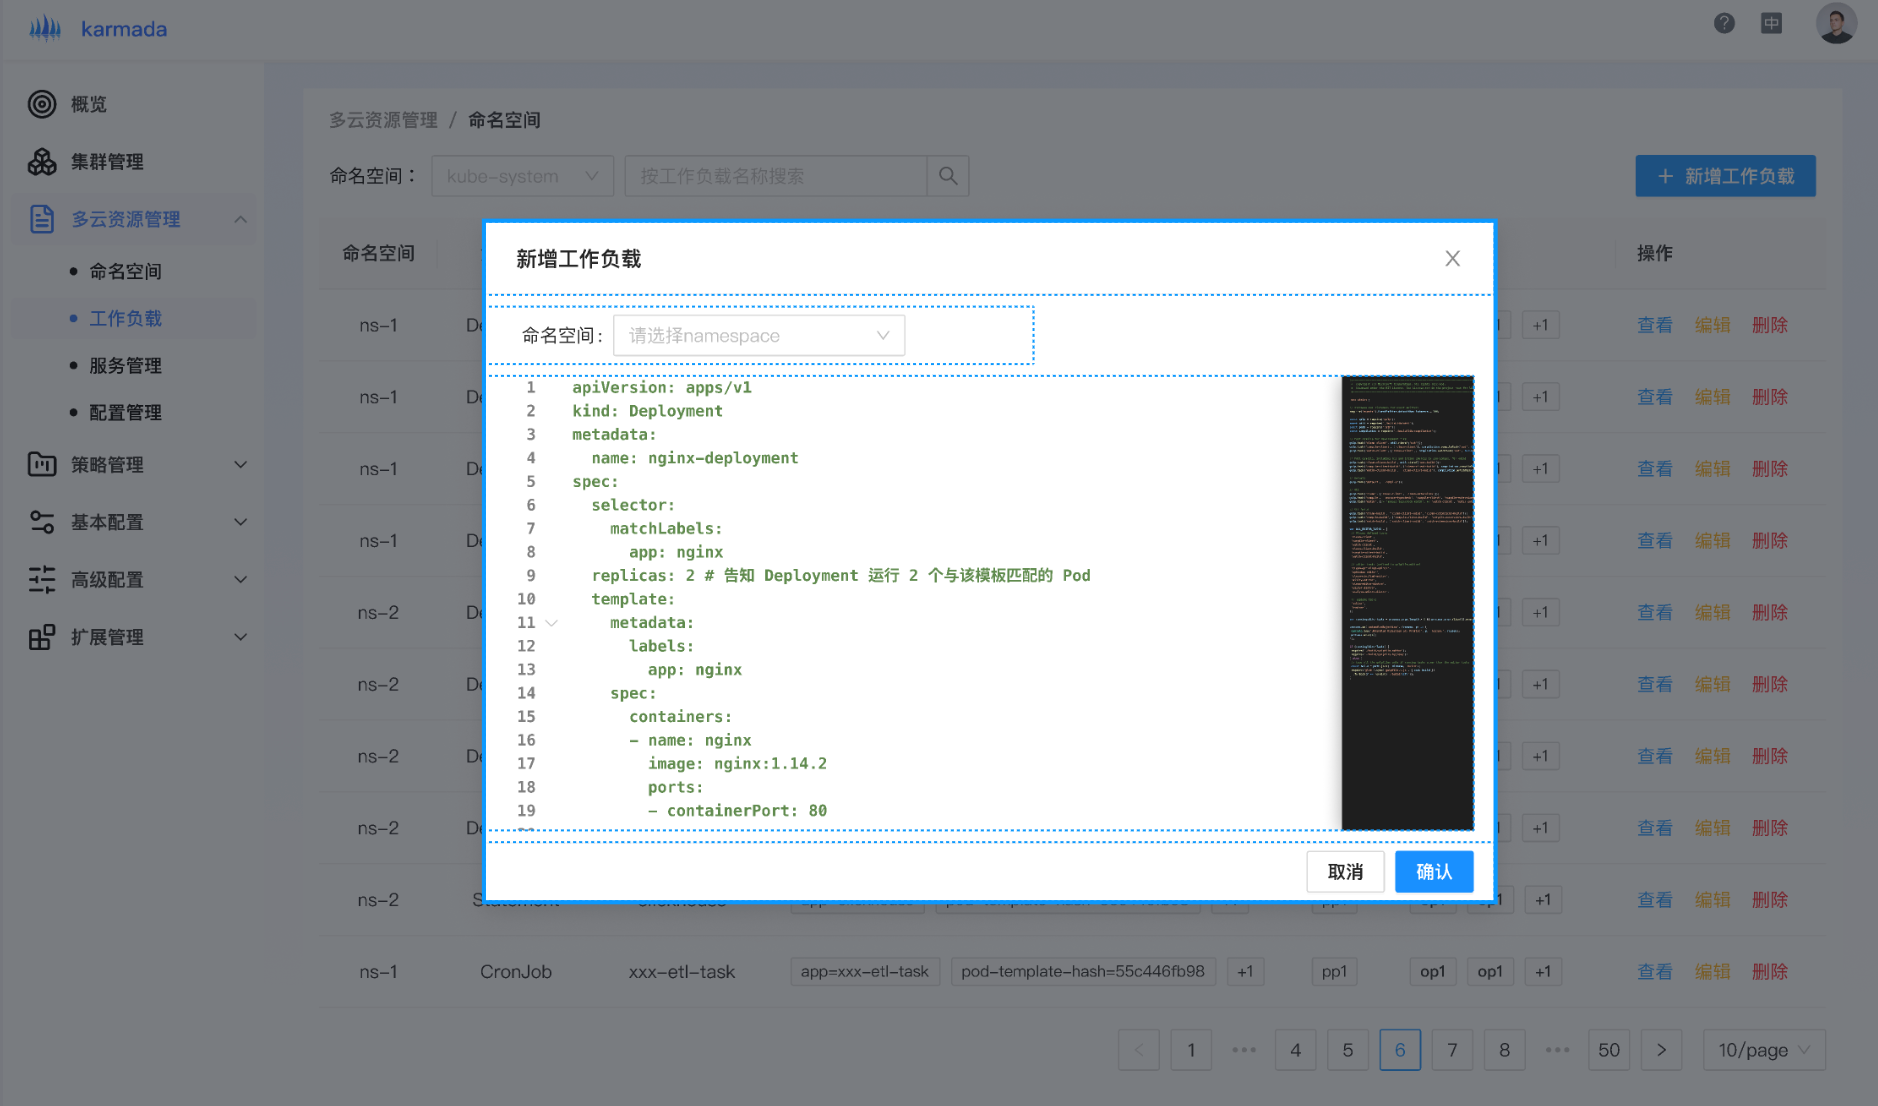 karmada
中
概览
集群管理
多云资源管理
命名空间
工作负载
服务管理
配置管理
策略管理
基本配置
高级配置
扩展管理
多云资源管理 / 命名空间
命名空间： kube-system 按工作负载名称搜索
+ 新增工作负载
命名空间 操作
ns-1 De +1 查看 编辑 删除
ns-1 De +1 查看 编辑 删除
ns-1 De +1 查看 编辑 删除
ns-1 De +1 查看 编辑 删除
ns-2 De +1 查看 编辑 删除
ns-2 De +1 查看 编辑 删除
ns-2 De +1 查看 编辑 删除
ns-2 De +1 查看 编辑 删除
ns-2 +1 查看 编辑 删除
ns-1 CronJob xxx-etl-task app=xxx-etl-task pod-template-hash=55c446fb98 +1 pp1 op1 op1 +1 查看 编辑 删除
1 ••• 4 5 6 7 8 ••• 50 10/page
新增工作负载
命名空间: 请选择namespace
1 apiVersion: apps/v1
2 kind: Deployment
3 metadata:
4 name: nginx-deployment
5 spec:
6 selector:
7 matchLabels:
8 app: nginx
9 replicas: 2 # 告知 Deployment 运行 2 个与该模板匹配的 Pod
10 template:
11 metadata:
12 labels:
13 app: nginx
14 spec:
15 containers:
16 - name: nginx
17 image: nginx:1.14.2
18 ports:
19 - containerPort: 80
取消 确认